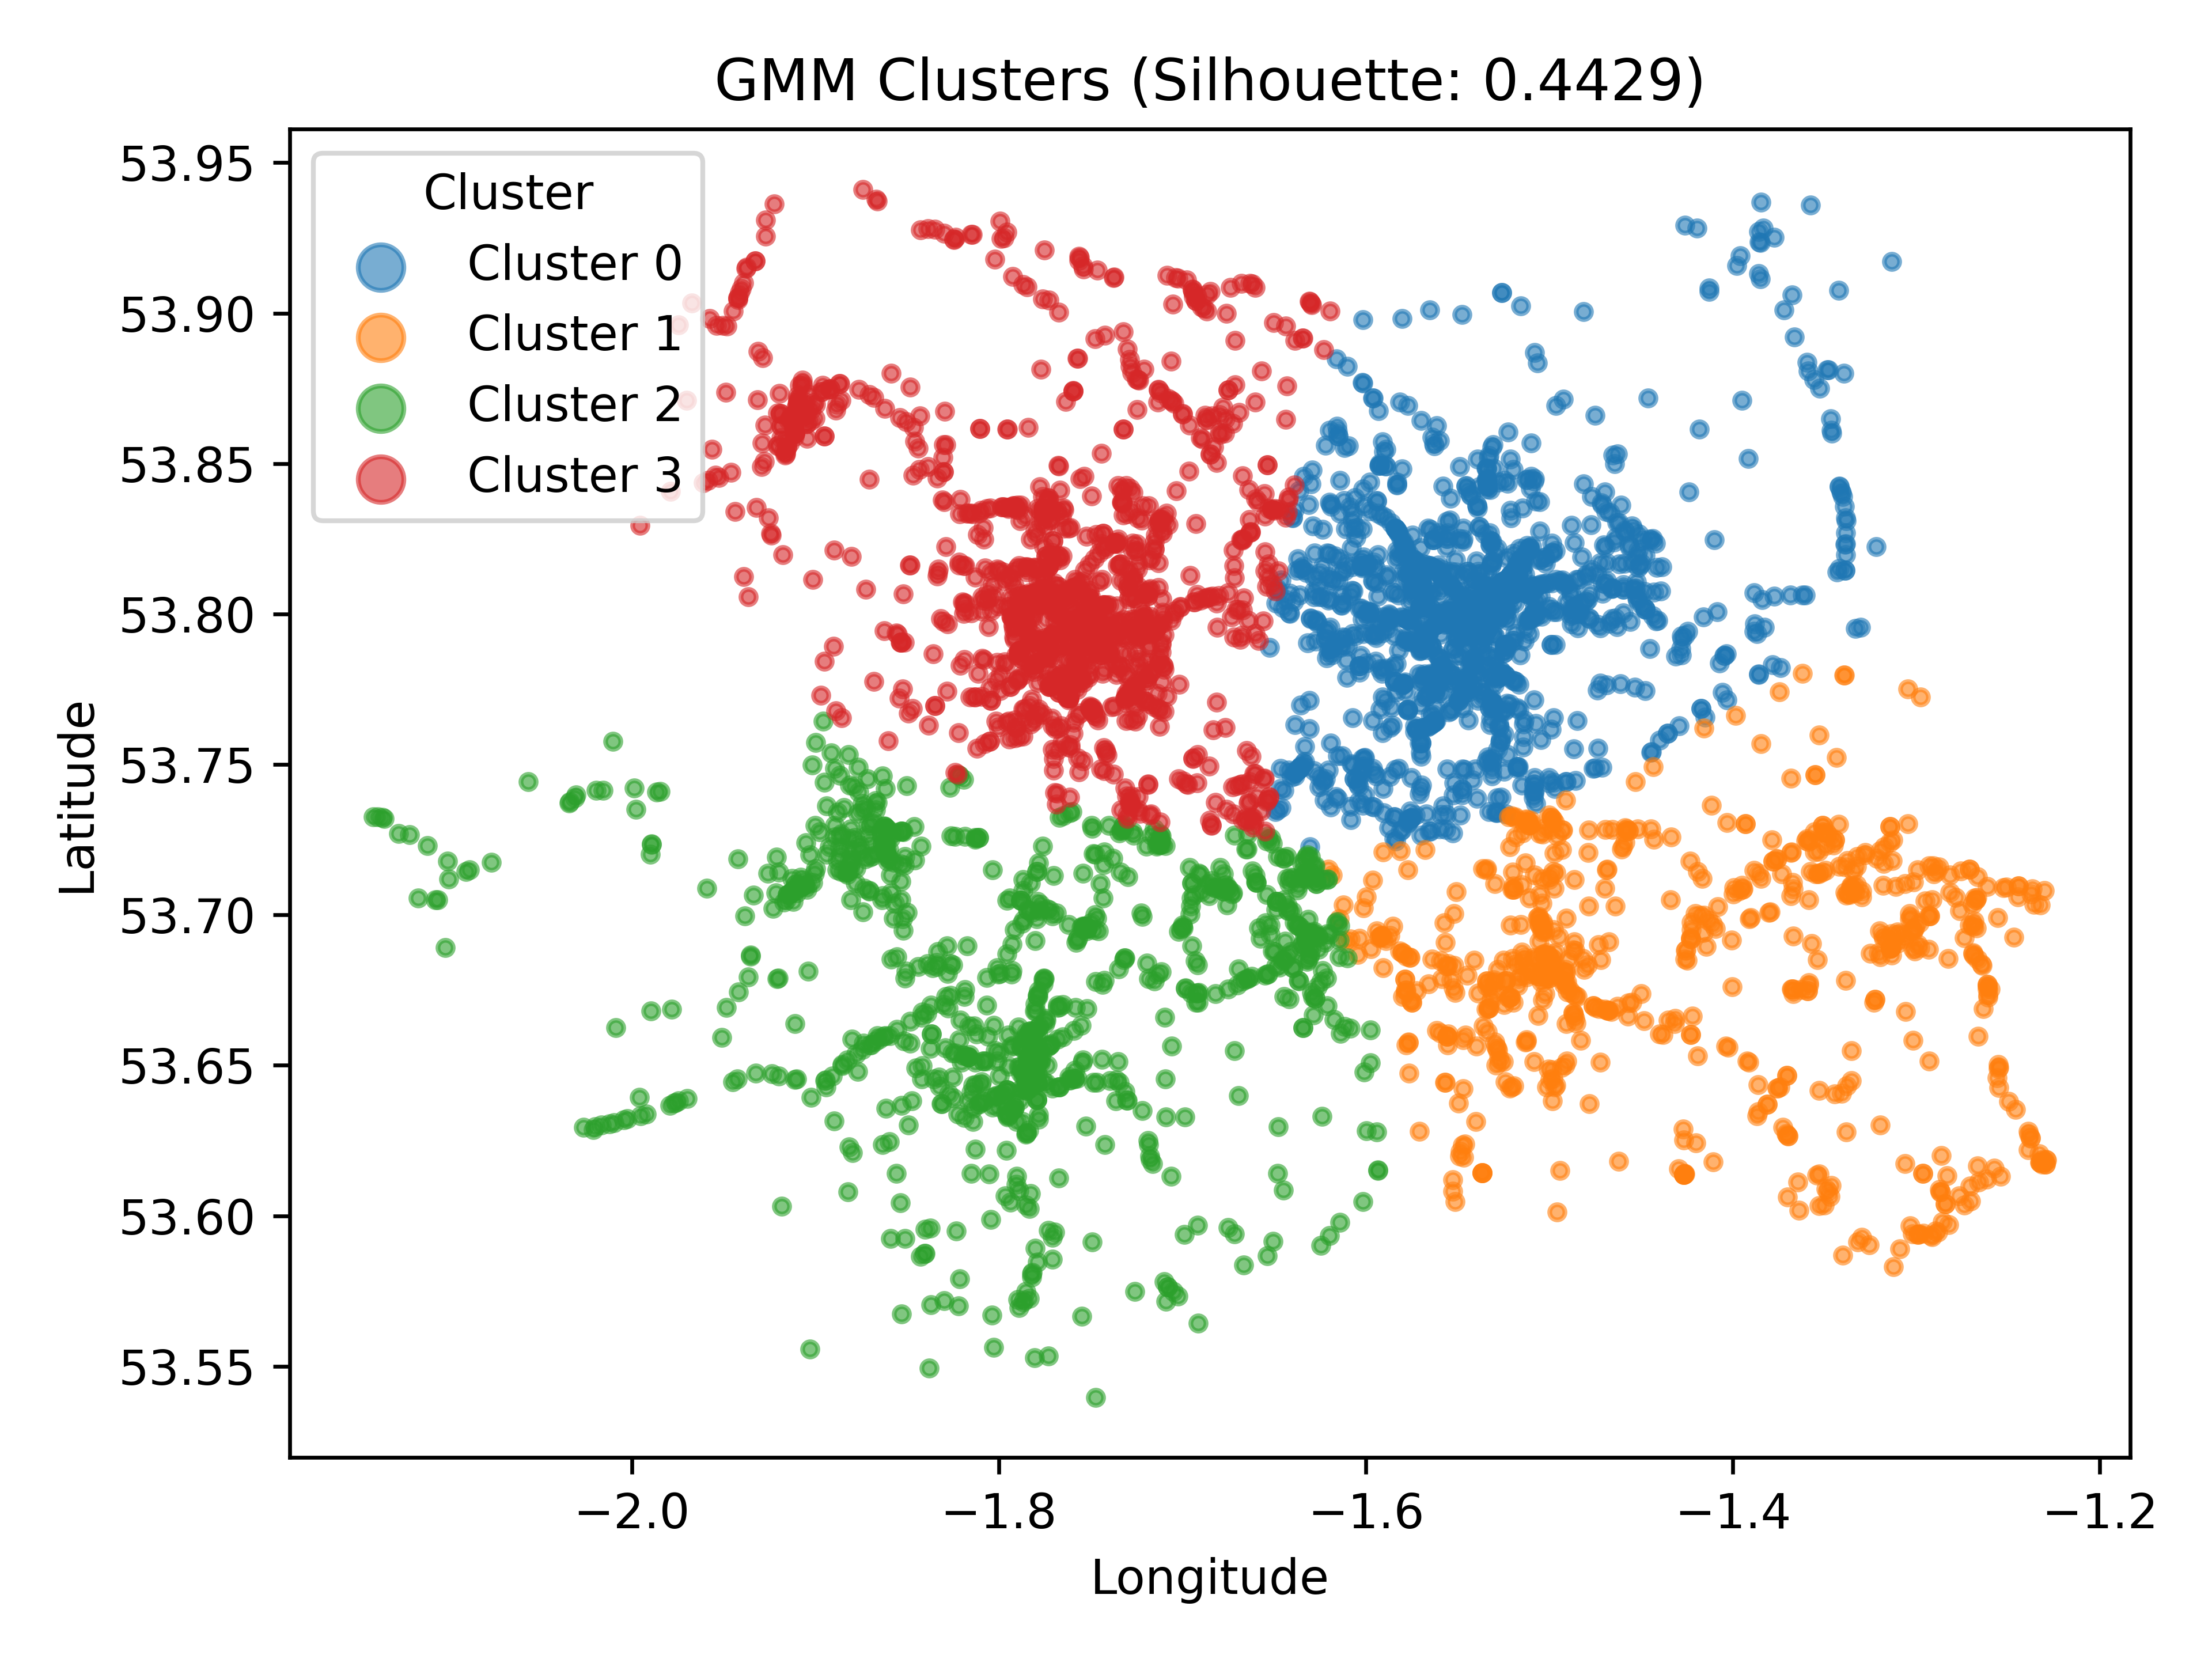 GMM Clusters (Silhouette: 0.4429)
Cluster
Cluster 0
Cluster 1
Cluster 2
Cluster 3
53.95
53.90
53.85
53.80
53.75
53.70
53.65
53.60
53.55
Latitude
−2.0
−1.8
−1.6
−1.4
−1.2
Longitude